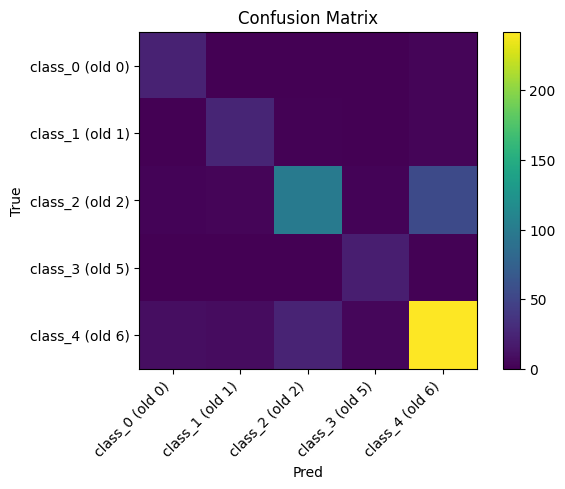 Confusion Matrix
True
class_0 (old 0)
class_1 (old 1)
class_2 (old 2)
class_3 (old 5)
class_4 (old 6)
class_0 (old 0)
class_1 (old 1)
class_2 (old 2)
class_3 (old 5)
class_4 (old 6)
Pred
200
150
100
50
0